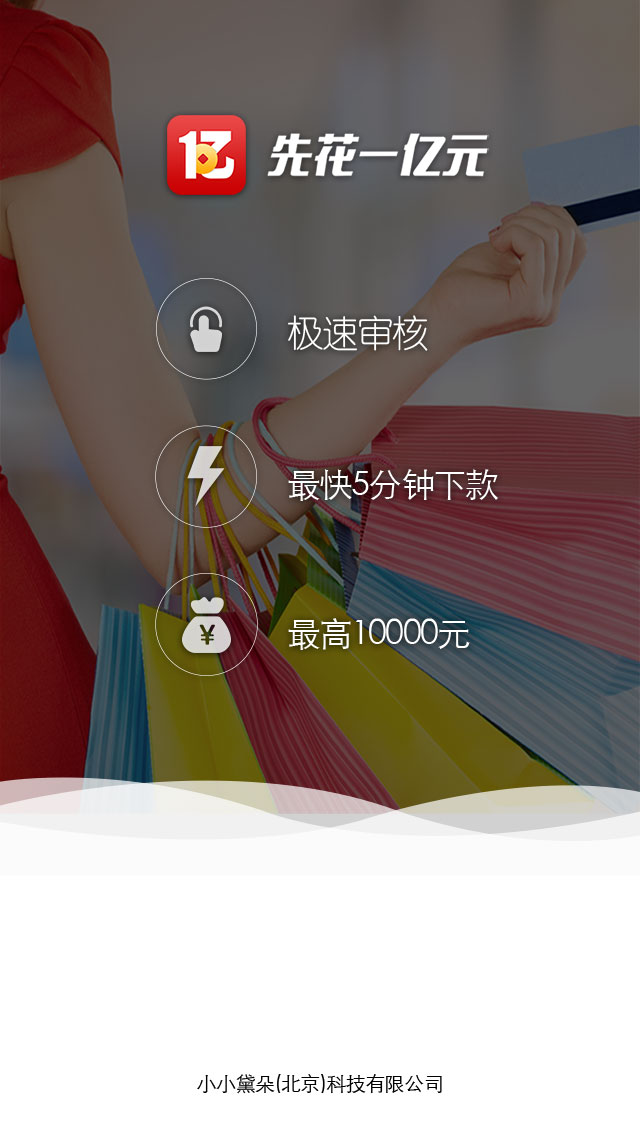 1亿 先花一亿元
极速审核
最快5分钟下款
最高10000元
¥
小小黛朵(北京)科技有限公司